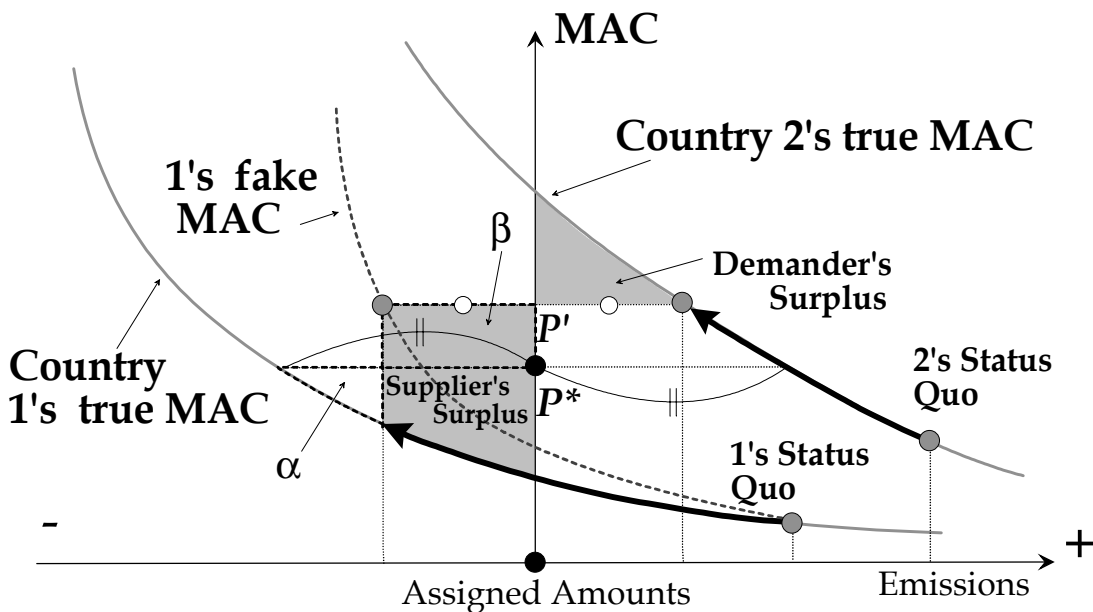 MAC
Country 2's true MAC
1's fake
MAC
β
Demander's
Surplus
P'
Country
1's true MAC
2's Status
Quo
Supplier's
Surplus
P*
α
1's Status
Quo
-
+
Assigned Amounts
Emissions